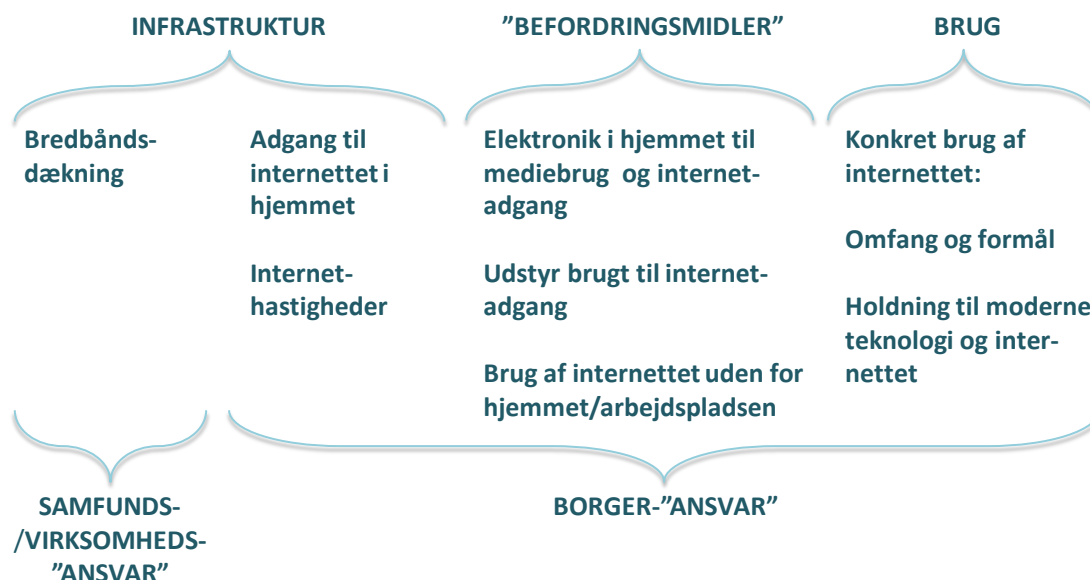 INFRASTRUKTUR
”BEFORDRINGSMIDLER”
BRUG
Bredbånds-
dækning
Adgang til
internettet i
hjemmet
Internet-
hastigheder
Elektronik i hjemmet til
mediebrug og internet-
adgang
Udstyr brugt til internet-
adgang
Brug af internettet uden for
hjemmet/arbejdspladsen
Konkret brug af
internettet:
Omfang og formål
Holdning til moderne
teknologi og inter-
nettet
SAMFUNDS-
/VIRKSOMHEDS-
”ANSVAR”
BORGER-”ANSVAR”